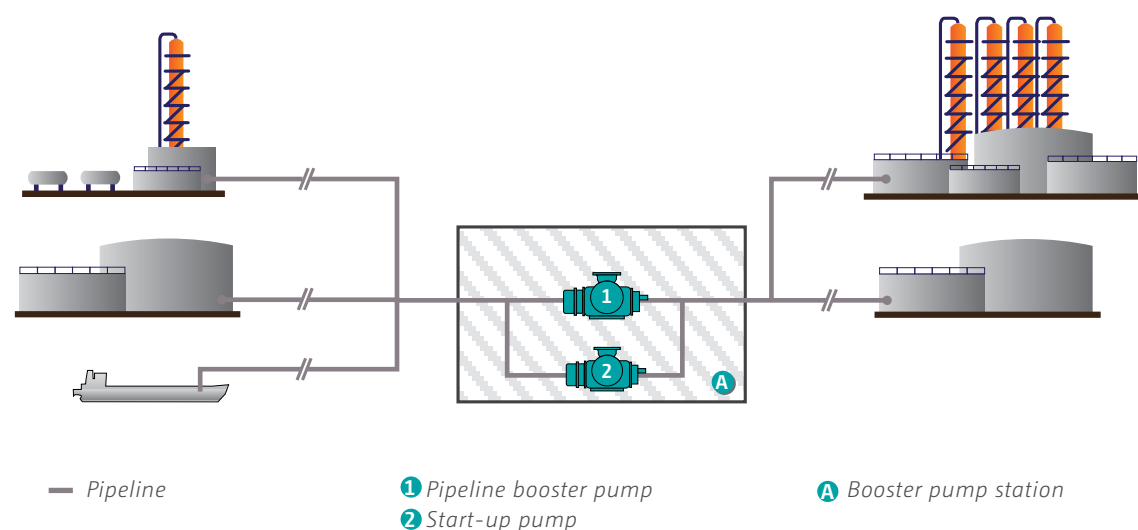 1
2
A
Pipeline
1 Pipeline booster pump
2 Start-up pump
A Booster pump station